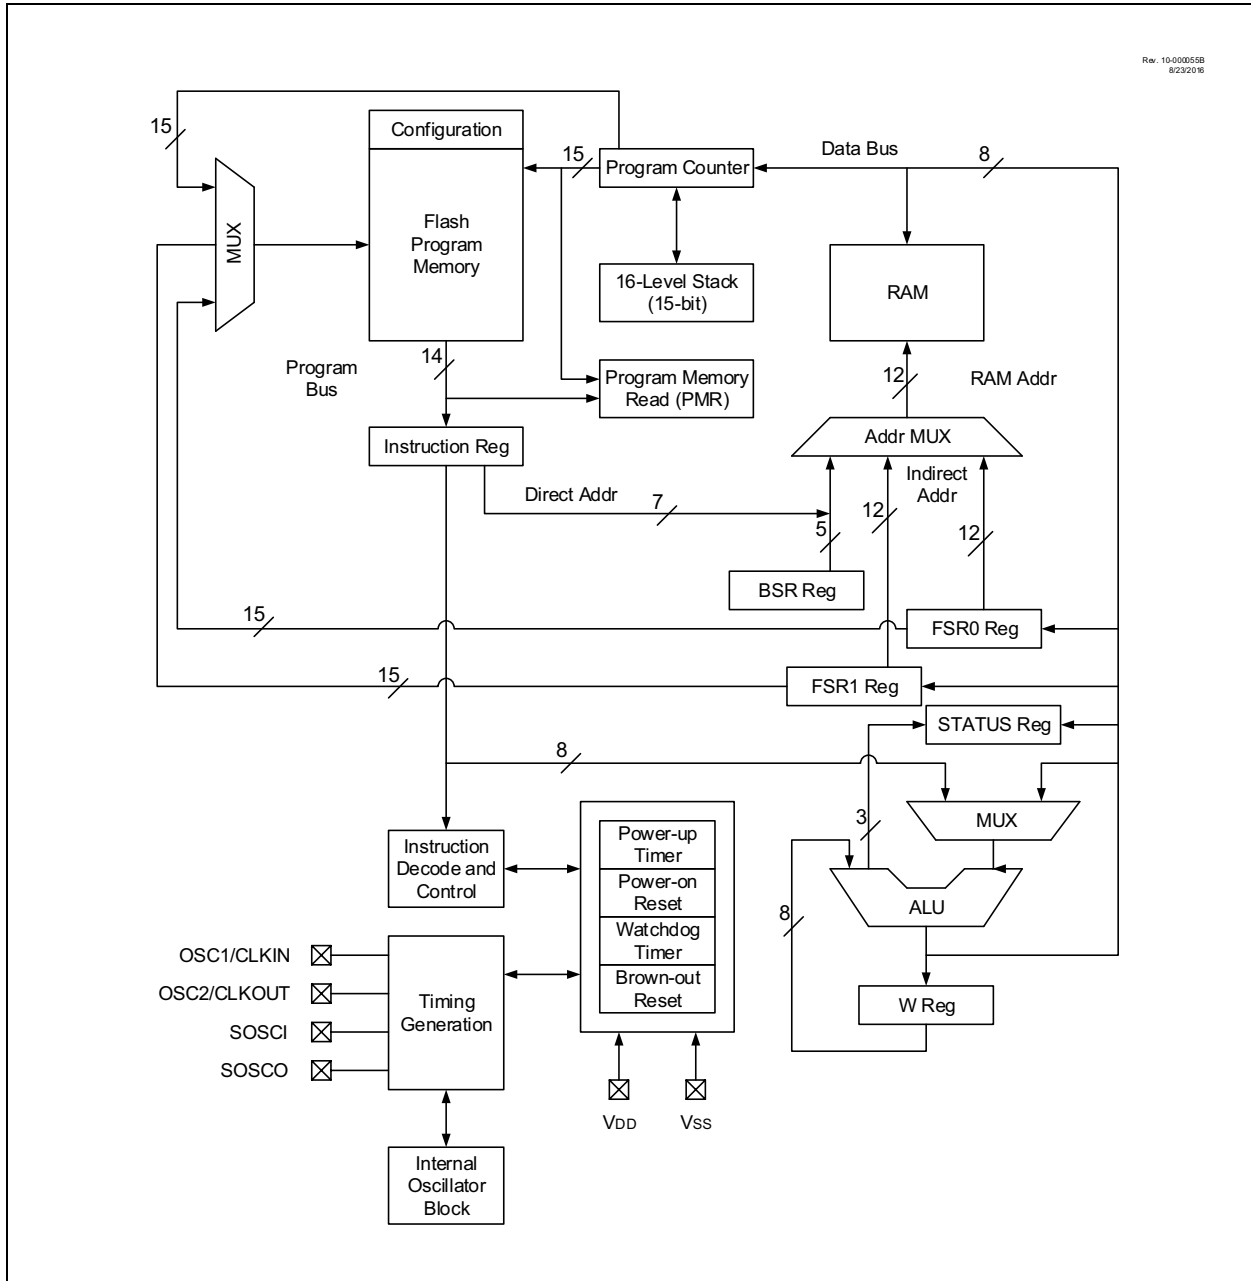 Rev. 10-000055B
8/23/2016
15
Configuration
15
Program Counter
Data Bus
8
MUX
Flash
Program
Memory
16-Level Stack
(15-bit)
RAM
Program
Bus
14
Program Memory
Read (PMR)
12
RAM Addr
Instruction Reg
Addr MUX
Indirect
Addr
Direct Addr
7
5
12
12
BSR Reg
15
FSR0 Reg
15
FSR1 Reg
STATUS Reg
8
3
MUX
Power-up
Timer
Instruction
Decode and
Control
Power-on
Reset
8
ALU
Watchdog
Timer
OSC1/CLKIN
Brown-out
Reset
OSC2/CLKOUT
Timing
Generation
W Reg
SOSCI
SOSCO
VDD
VSS
Internal
Oscillator
Block